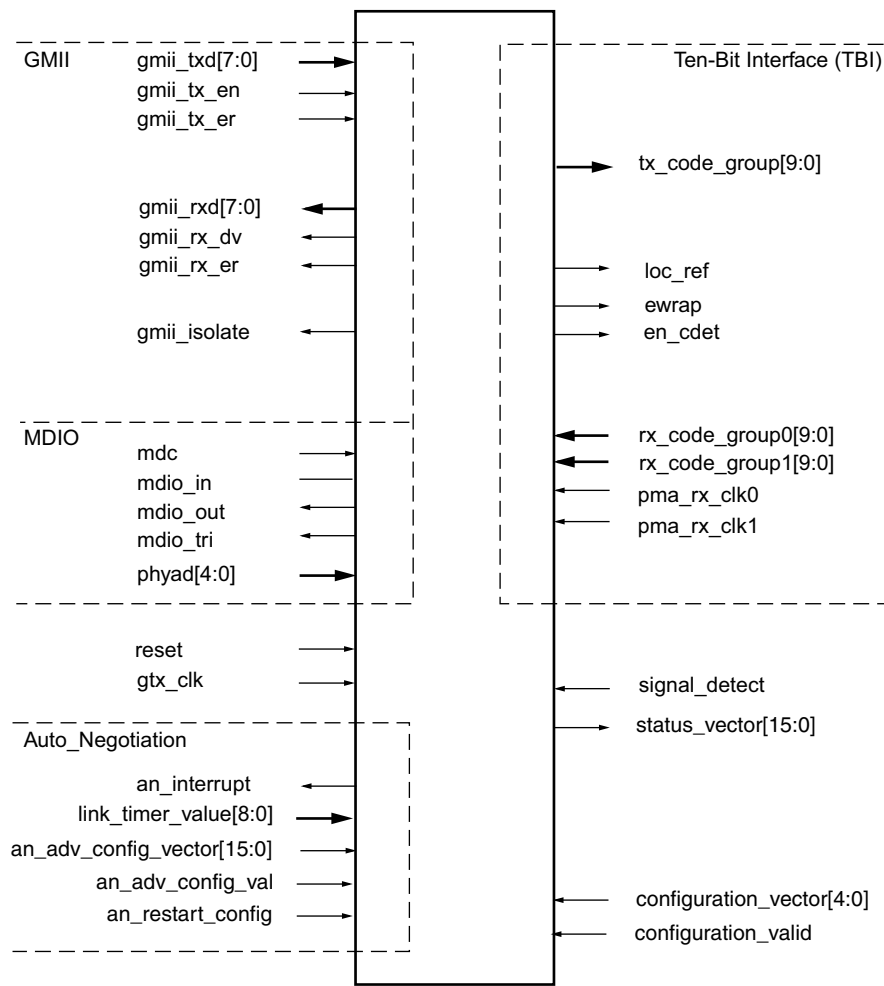 GMII
gmii_txd[7:0]
gmii_tx_en
gmii_tx_er
gmii_rxd[7:0]
gmii_rx_dv
gmii_rx_er
gmii_isolate
MDIO
mdc
mdio_in
mdio_out
mdio_tri
phyad[4:0]
reset
gtx_clk
Auto_Negotiation
an_interrupt
link_timer_value[8:0]
an_adv_config_vector[15:0]
an_adv_config_val
an_restart_config
Ten-Bit Interface (TBI)
tx_code_group[9:0]
loc_ref
ewrap
en_cdet
rx_code_group0[9:0]
rx_code_group1[9:0]
pma_rx_clk0
pma_rx_clk1
signal_detect
status_vector[15:0]
configuration_vector[4:0]
configuration_valid